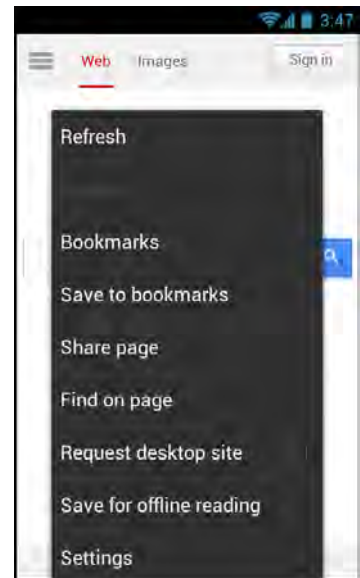 3:47
Web Images Sign in
Refresh
Bookmarks
Save to bookmarks
Share page
Find on page
Request desktop site
Save for offline reading
Settings